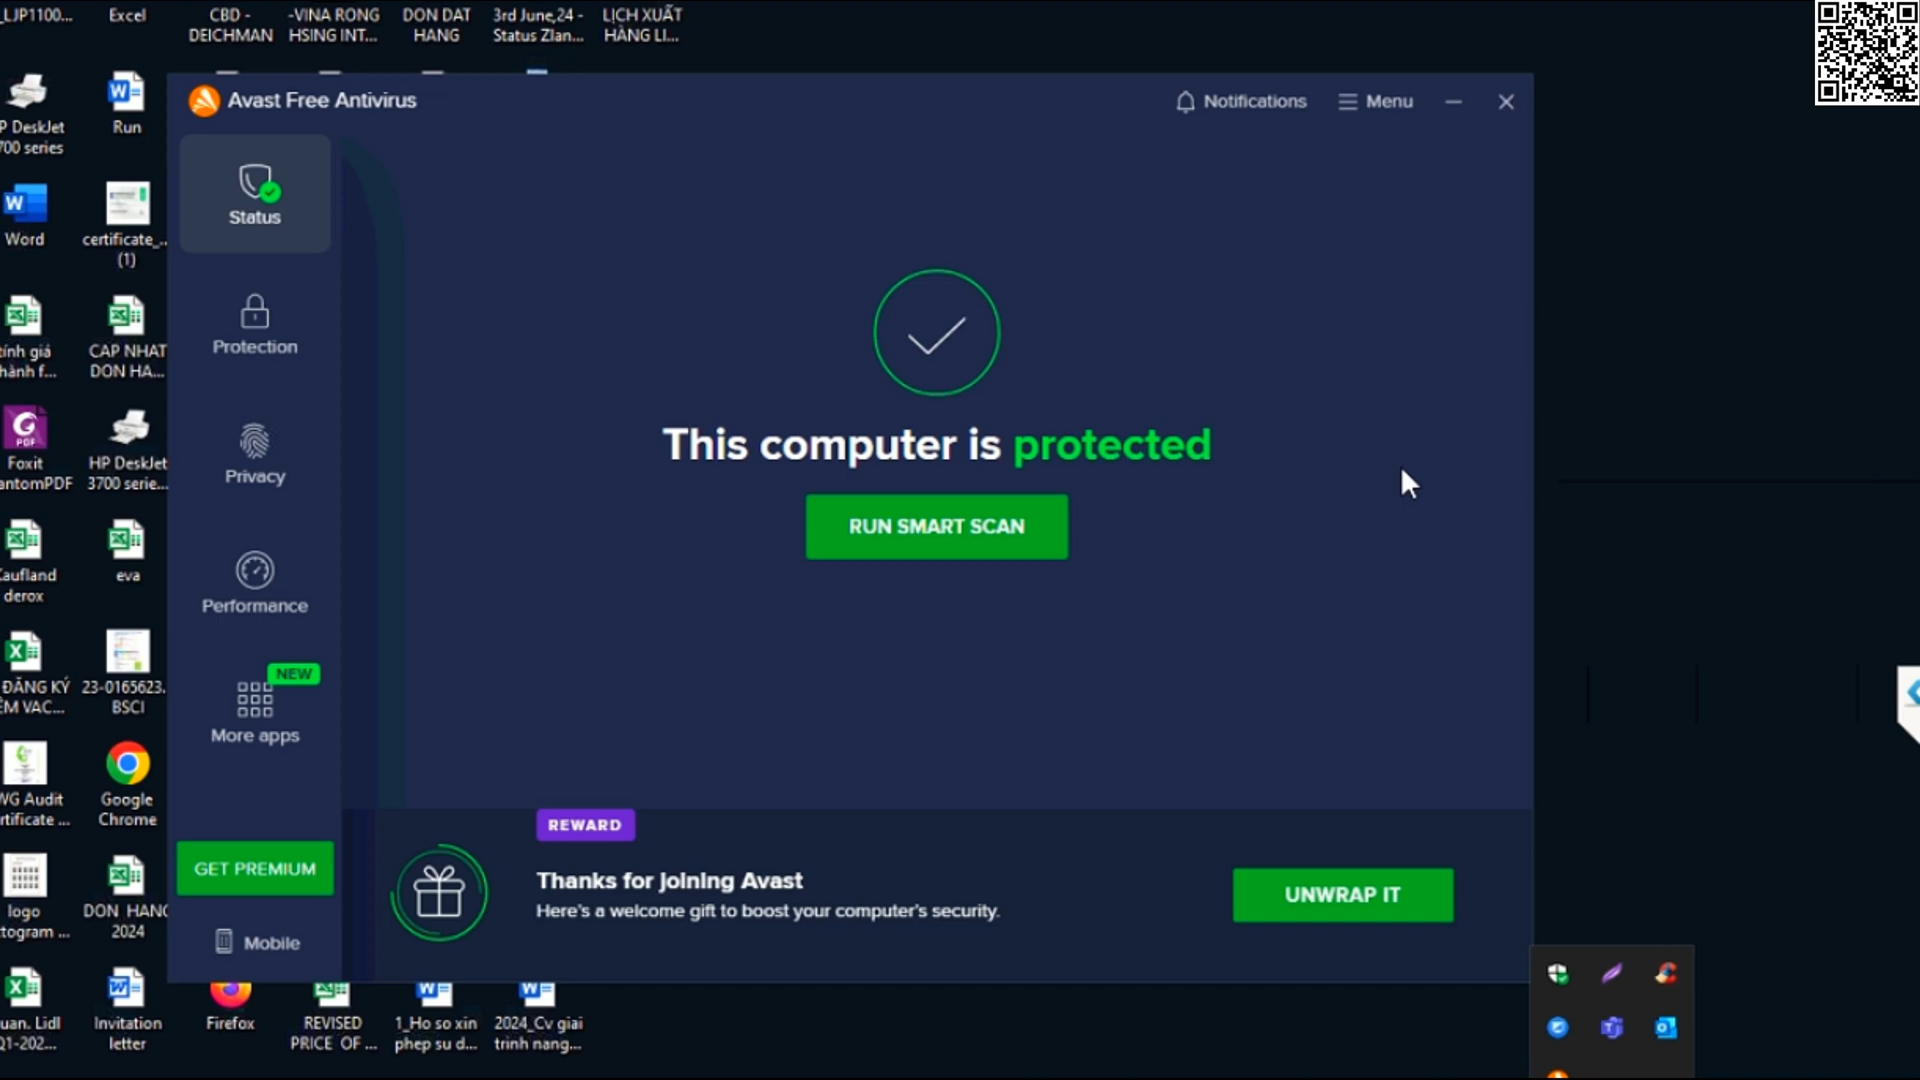 _LJP1100...
Excel
CBD -
DEICHMAN
-VINA RONG
HSING INT...
DON DAT
HANG
3rd June,24 -
Status Zlan...
LỊCH XUẤT
HÀNG LI...
P DeskJet
700 series
Run
Word
certificate_...
(1)
tính giá
hành f...
CAP NHAT
DON HA...
Foxit
antomPDF
HP DeskJet
3700 serie...
Kaufland
derox
eva
ĐĂNG KÝ
ÊM VAC...
23-0165623.
BSCI
WG Audit
rtificate ...
Google
Chrome
logo
togram ...
DON HANG
2024
uan. Lidl
Q1-202...
Invitation
letter
Firefox
REVISED
PRICE OF ...
1_Ho so xin
phep su d...
2024_Cv giai
trinh nang...
Avast Free Antivirus
Notifications
Menu
Status
Protection
Privacy
Performance
NEW
More apps
GET PREMIUM
Mobile
This computer is protected
RUN SMART SCAN
REWARD
Thanks for joining Avast
Here's a welcome gift to boost your computer's security.
UNWRAP IT